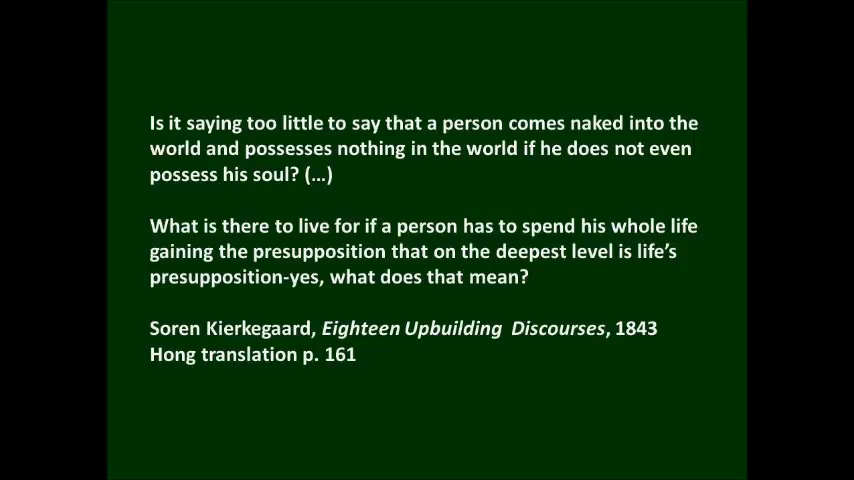 Is it saying too little to say that a person comes naked into the
world and possesses nothing in the world if he does not even
possess his soul? (...)
What is there to live for if a person has to spend his whole life
gaining the presupposition that on the deepest level is life's
presupposition-yes, what does that mean?
Soren Kierkegaard, Eighteen Upbuilding Discourses, 1843
Hong translation p. 161